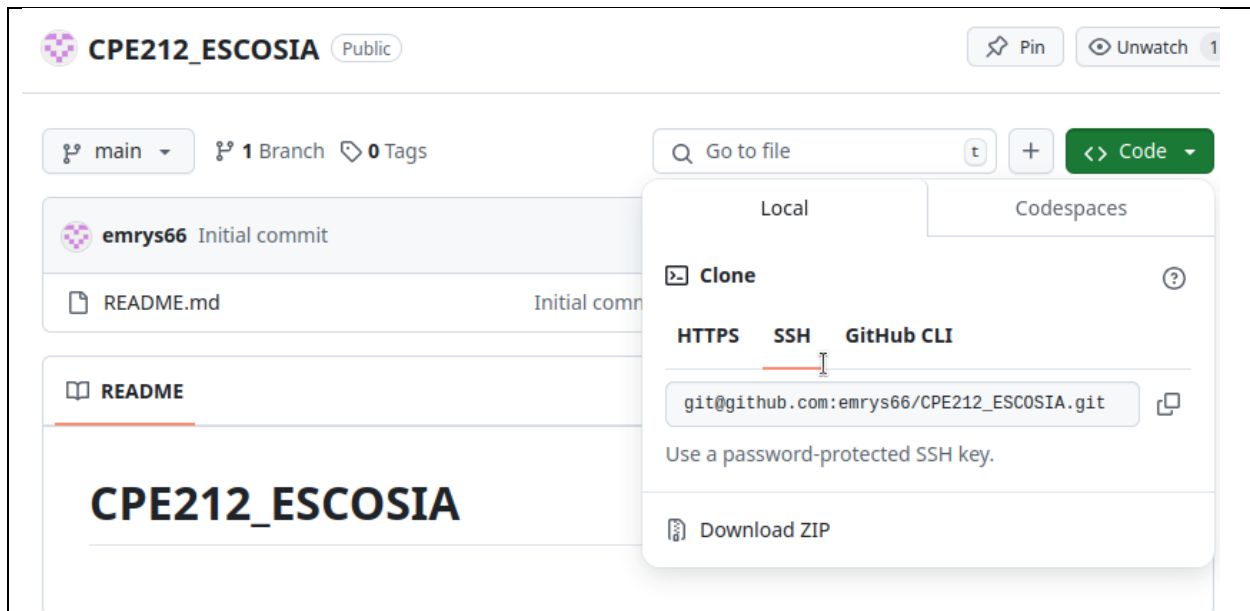 CPE212_ESCOSIA Public Pin Unwatch 1
main 1 Branch 0 Tags Go to file t + Code
Local Codespaces
emrys66 Initial commit
Clone
README.md Initial comm
HTTPS SSH GitHub CLI
README
git@github.com:emrys66/CPE212_ESCOSIA.git
Use a password-protected SSH key.
CPE212_ESCOSIA
Download ZIP